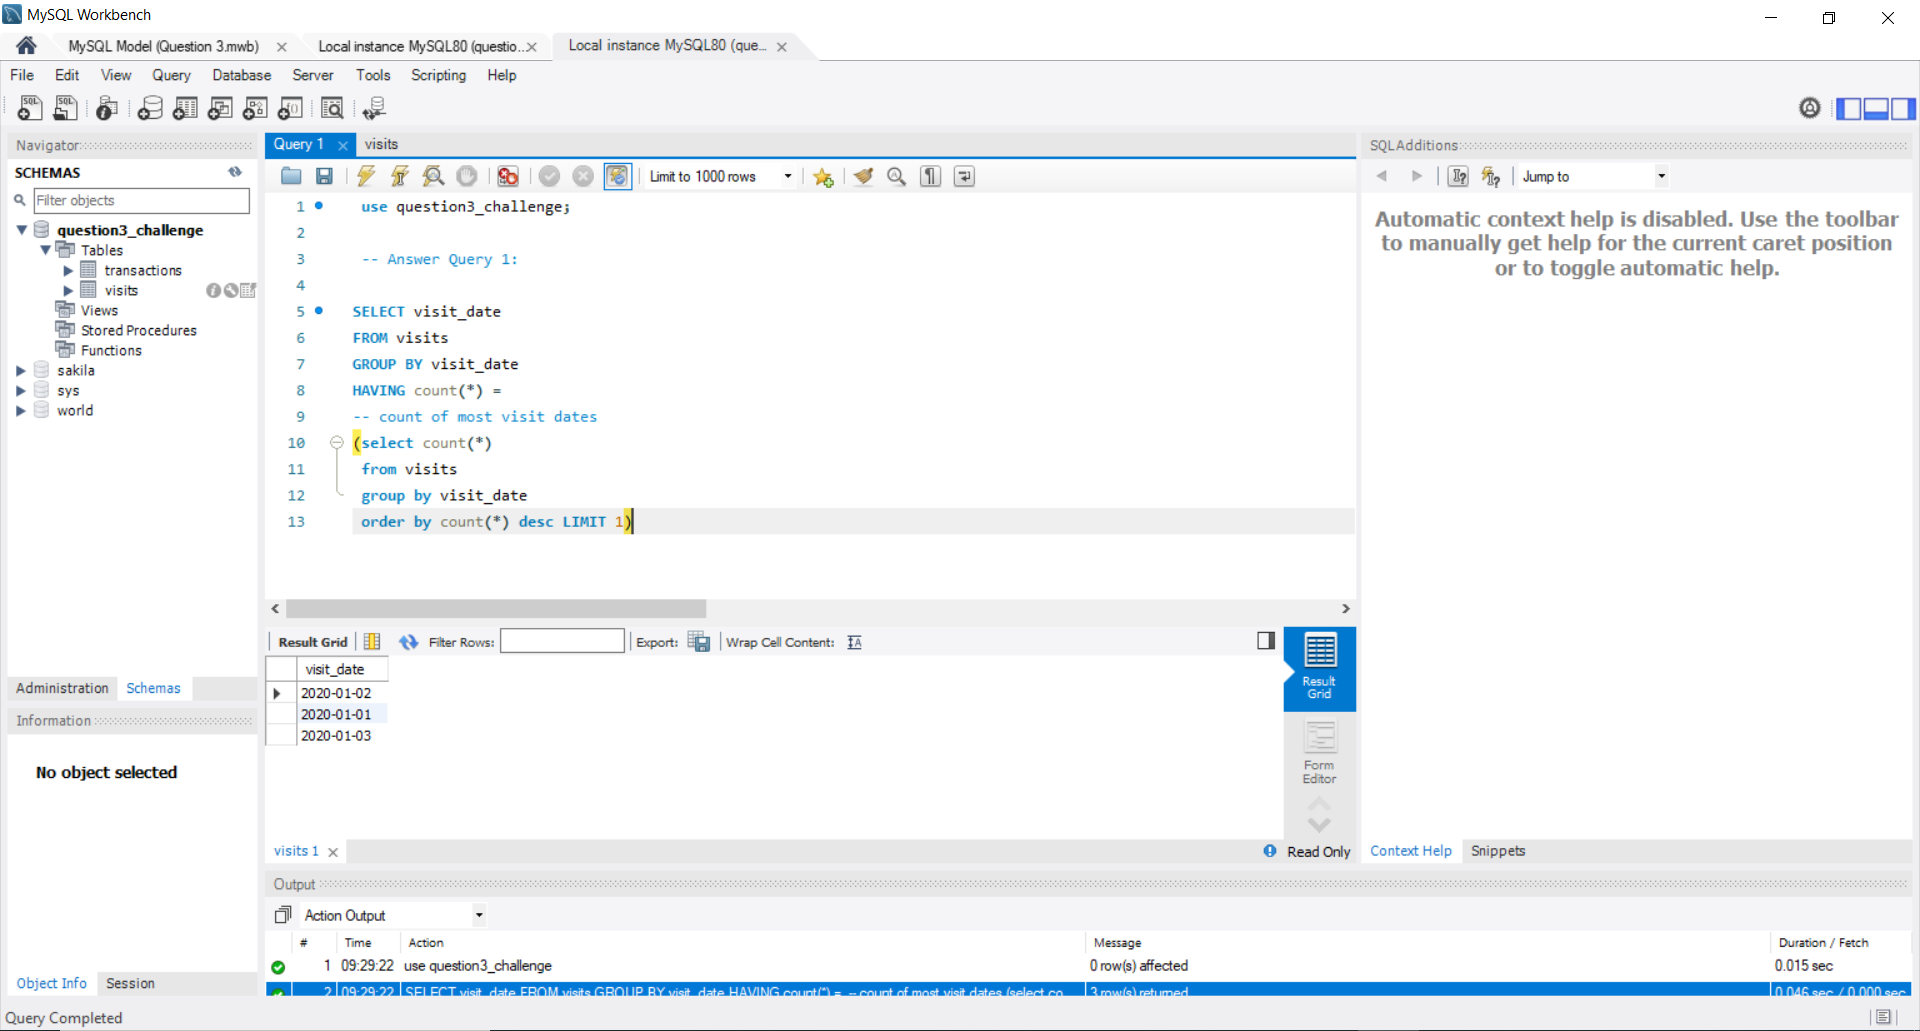 MySQL Workbench
MySQL Model (Question 3.mwb)
Local instance MySQL80 (questio...
Local instance MySQL80 (que...
File Edit View Query Database Server Tools Scripting Help
Navigator
SCHEMAS
Filter objects
question3_challenge
Tables
transactions
visits
Views
Stored Procedures
Functions
sakila
sys
world
Administration Schemas
Information
No object selected
Object Info Session
Query 1 visits
Limit to 1000 rows
1 use question3_challenge;
2
3 -- Answer Query 1:
4
5 SELECT visit_date
6 FROM visits
7 GROUP BY visit_date
8 HAVING count(*) =
9 -- count of most visit dates
10 (select count(*)
11 from visits
12 group by visit_date
13 order by count(*) desc LIMIT 1)
Result Grid Filter Rows: Export: Wrap Cell Content:
visit_date
2020-01-02
2020-01-01
2020-01-03
Result
Grid
Form
Editor
visits 1 Read Only
SQLAdditions
Jump to
Automatic context help is disabled. Use the toolbar
to manually get help for the current caret position
or to toggle automatic help.
Context Help Snippets
Output
Action Output
# Time Action Message Duration / Fetch
1 09:29:22 use question3_challenge 0 row(s) affected 0.015 sec
2 09:29:22 SELECT visit_date FROM visits GROUP BY visit_date HAVING count(*) = -- count of most visit dates (select co... 3 row(s) returned 0.046 sec / 0.000 sec
Query Completed